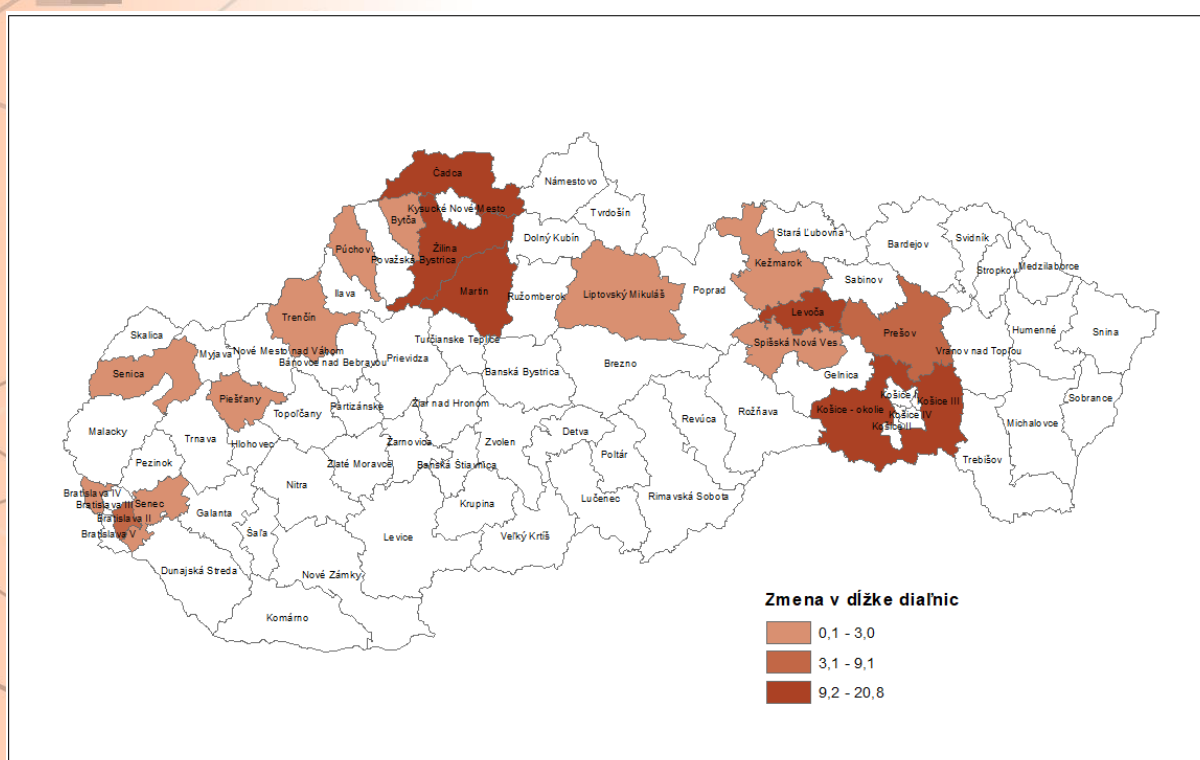 Čadca
Námestovo
Kysucké Nové Mesto
Tvrdošín
Bytča
Stará Ľubovňa
Svidník
Dolný Kubín
Bardejov
Púchov
Žilina
Považská Bystrica
Kežmarok
Medzilaborce
Stropkov
Sabinov
Ilava
Martin
Ružomberok
Liptovský Mikuláš
Poprad
Levoča
Trenčín
Prešov
Humenné
Snina
Skalica
Turčianske Teplice
Spišská Nová Ves
Myjava
Nové Mesto nad Váhom
Vranov nad Topľou
Bánovce nad Bebravou
Prievidza
Brezno
Banská Bystrica
Senica
Gelnica
Piešťany
Košice I
Sobrance
Partizánske
Žiar nad Hronom
Košice III
Topoľčany
Košice - okolie
Rožňava
Košice IV
Revúca
Michalovce
Košice II
Malacky
Detva
Trnava
Hlohovec
Žarnovica
Zvolen
Poltár
Trebišov
Pezinok
Zlaté Moravce
Banská Štiavnica
Nitra
Bratislava IV
Rimavská Sobota
Lučenec
Bratislava III
Senec
Krupina
Galanta
Bratislava II
Bratislava V
Šaľa
Levice
Veľký Krtíš
Dunajská Streda
Nové Zámky
Komárno
Zmena v dĺžke diaľnic
0,1 - 3,0
3,1 - 9,1
9,2 - 20,8